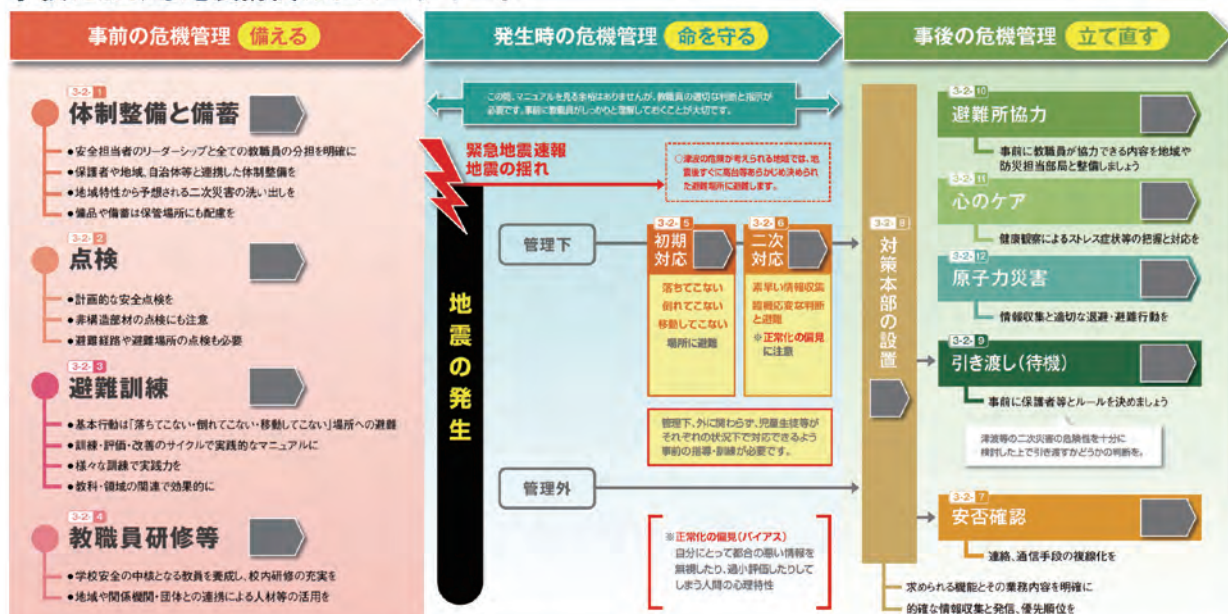 事前の危機管理 備える
3-2-1
体制整備と備蓄
●安全担当者のリーダーシップと全ての教職員の分担を明確に
●保護者や地域、自治体等と連携した体制整備を
●地域特性から予想される二次災害の洗い出しを
●備品や備蓄は保管場所にも配慮を
3-2-2
点検
●計画的な安全点検を
●非構造部材の点検にも注意
●避難経路や避難場所の点検も必要
3-2-3
避難訓練
●基本行動は「落ちてこない・倒れてこない・移動してこない」場所への避難
●訓練・評価・改善のサイクルで実践的なマニュアルに
●様々な訓練で実践力を
●教科・領域の関連で効果的に
3-2-4
教職員研修等
●学校安全の中核となる教員を養成し、校内研修の充実を
●地域や関係機関・団体との連携による人材等の活用を
発生時の危機管理 命を守る
この間、マニュアルを見る余裕はありませんが、教職員の適切な判断と指示が
必要です。事前に教職員がしっかりと理解しておくことが大切です。
緊急地震速報
地震の揺れ
○津波の危険が考えられる地域では、地
震後すぐに高台等あらかじめ決められ
た避難場所に避難します。
地震の発生
管理下
3-2-5
初期
対応
落ちてこない
倒れてこない
移動してこない
場所に避難
3-2-6
二次
対応
素早い情報収集
臨機応変な判断
と避難
※正常化の偏見
に注意
管理下、外に関わらず、児童生徒等が
それぞれの状況下で対応できるよう
事前の指導・訓練が必要です。
管理外
※正常化の偏見(バイアス)
自分にとって都合の悪い情報を
無視したり、過小評価したりして
しまう人間の心理特性
事後の危機管理 立て直す
3-2-8
対策本部の設置
3-2-10
避難所協力
事前に教職員が協力できる内容を地域や
防災担当部局と整備しましょう
3-2-11
心のケア
健康観察によるストレス症状等の把握と対応を
3-2-12
原子力災害
情報収集と適切な退避・避難行動を
3-2-9
引き渡し(待機)
事前に保護者等とルールを決めましょう
津波等の二次災害の危険性を十分に
検討した上で引き渡すかどうかの判断を。
3-2-7
安否確認
連絡、通信手段の複線化を
求められる機能とその業務内容を明確に
的確な情報収集と発信、優先順位を